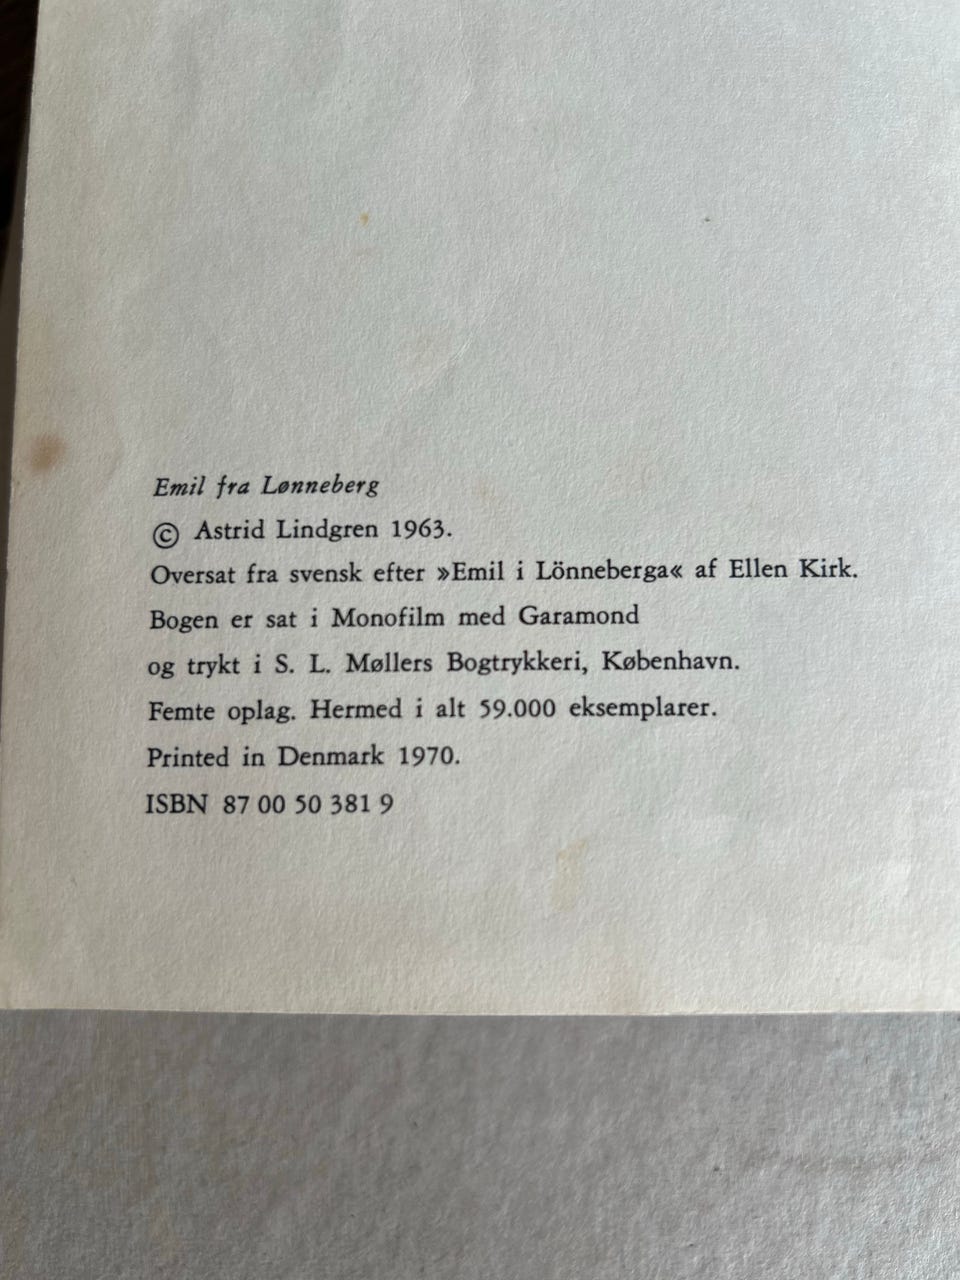 Emil fra Lønneberg
© Astrid Lindgren 1963.
Oversat fra svensk efter »Emil i Lönneberga« af Ellen Kirk.
Bogen er sat i Monofilm med Garamond
og trykt i S. L. Møllers Bogtrykkeri, København.
Femte oplag. Hermed i alt 59.000 eksemplarer.
Printed in Denmark 1970.
ISBN 87 00 50 381 9